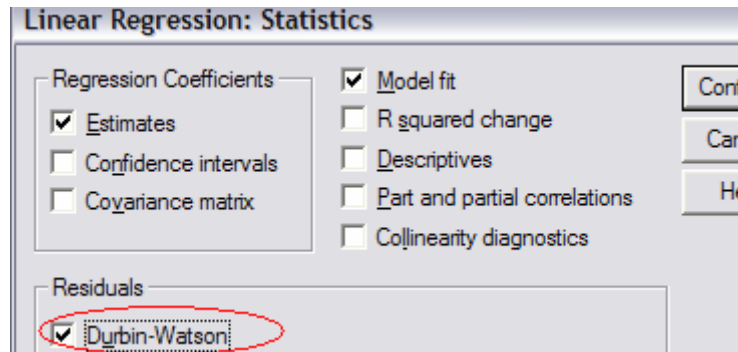 Linear Regression: Statistics
Regression Coefficients
Estimates
Confidence intervals
Covariance matrix
Model fit
R squared change
Descriptives
Part and partial correlations
Collinearity diagnostics
Residuals
Durbin-Watson